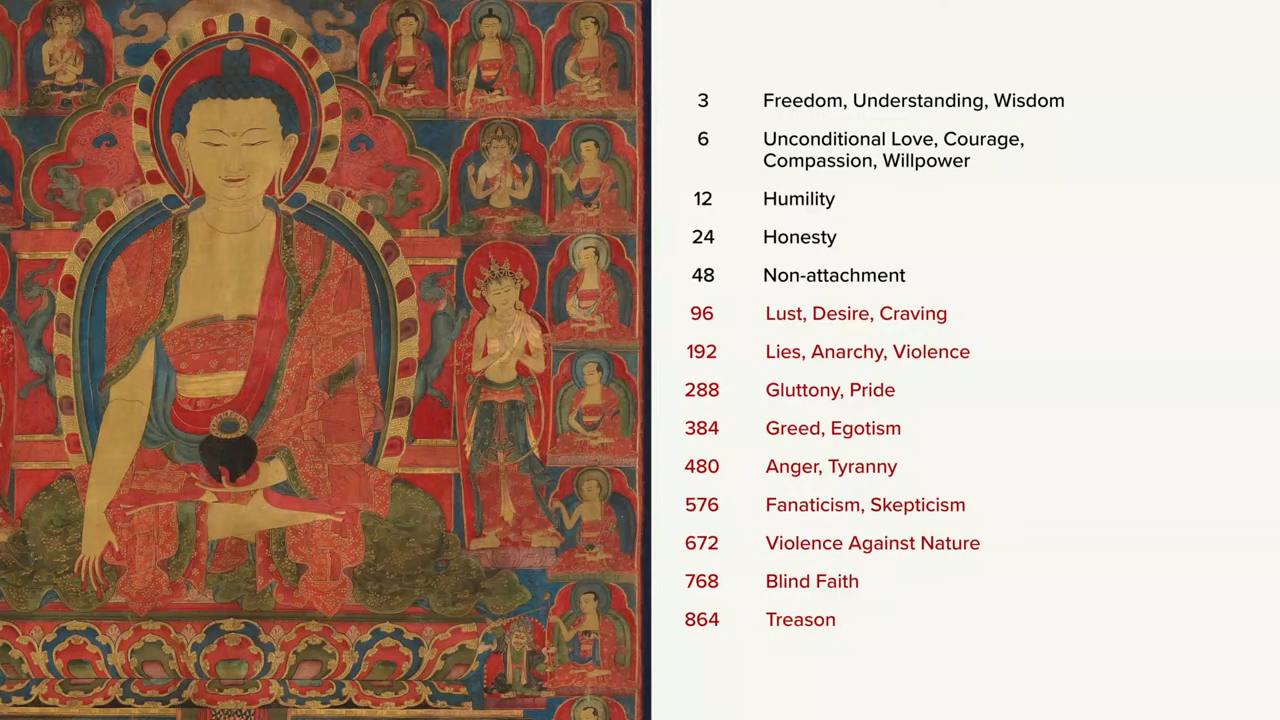 3 Freedom, Understanding, Wisdom
6 Unconditional Love, Courage,
Compassion, Willpower
12 Humility
24 Honesty
48 Non-attachment
96 Lust, Desire, Craving
192 Lies, Anarchy, Violence
288 Gluttony, Pride
384 Greed, Egotism
480 Anger, Tyranny
576 Fanaticism, Skepticism
672 Violence Against Nature
768 Blind Faith
864 Treason